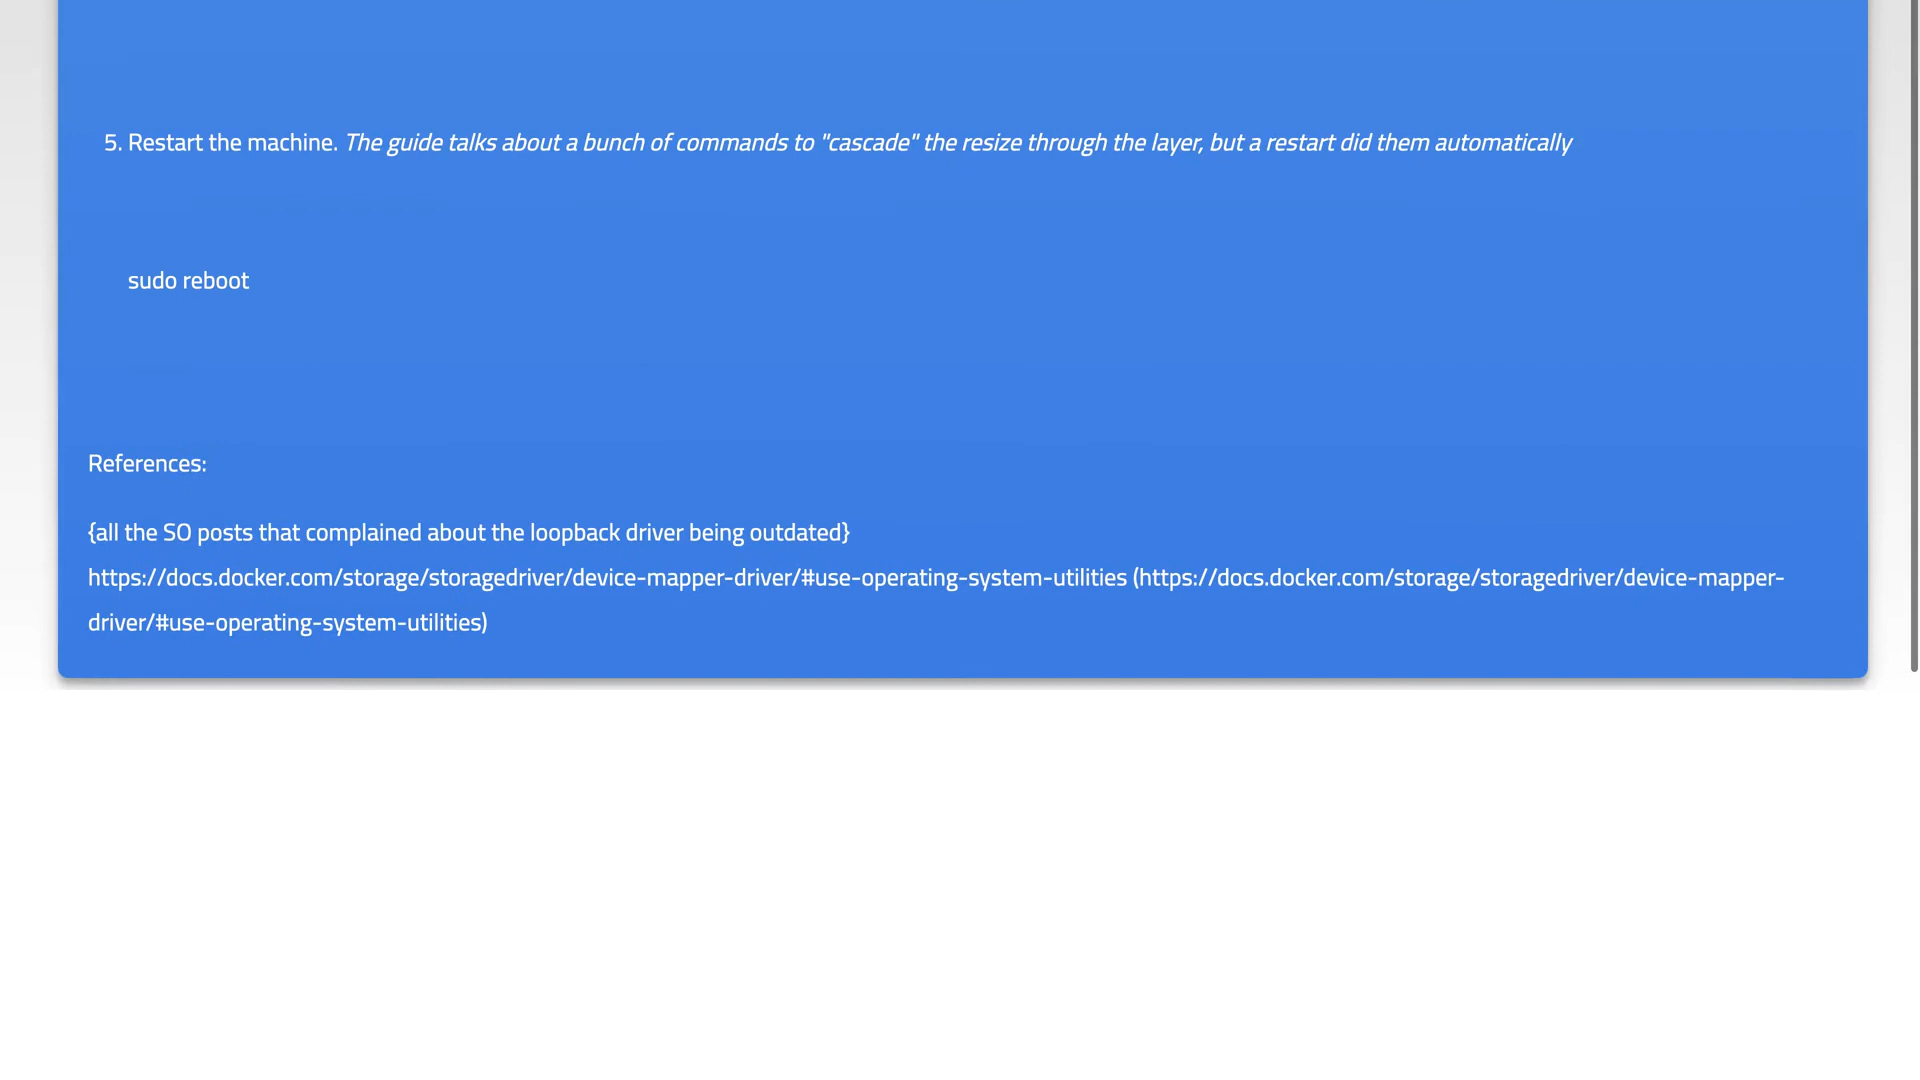 5. Restart the machine. The guide talks about a bunch of commands to "cascade" the resize through the layer, but a restart did them automatically
sudo reboot
References:
{all the SO posts that complained about the loopback driver being outdated}
https://docs.docker.com/storage/storagedriver/device-mapper-driver/#use-operating-system-utilities (https://docs.docker.com/storage/storagedriver/device-mapper-
driver/#use-operating-system-utilities)